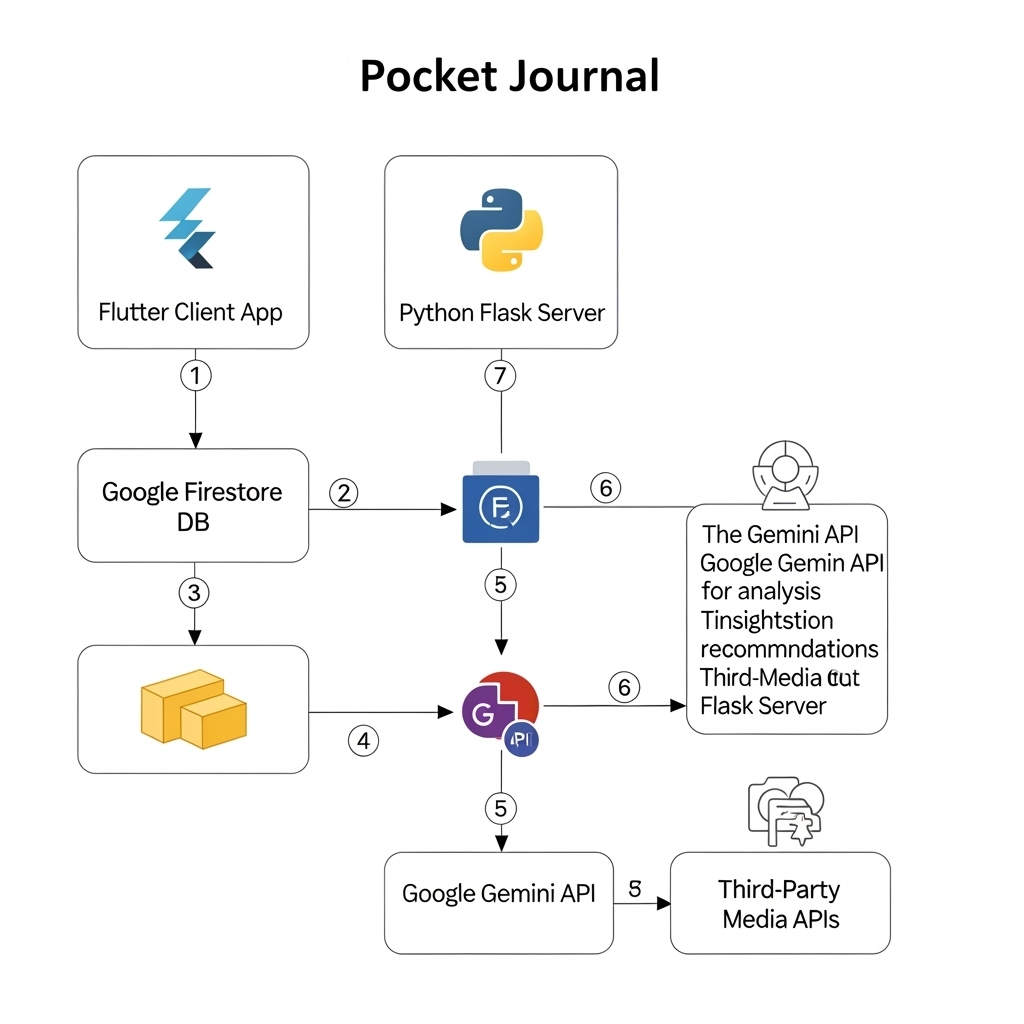 Pocket Journal
Flutter Client App
Python Flask Server
1
7
Google Firestore
DB
2
6
The Gemini API
Google Gemin API
for analysis
Tinsightstion
recommndations
Third-Media
Flask Server
3
5
6
G
API
4
5
Google Gemini API
5
Third-Party
Media APIs